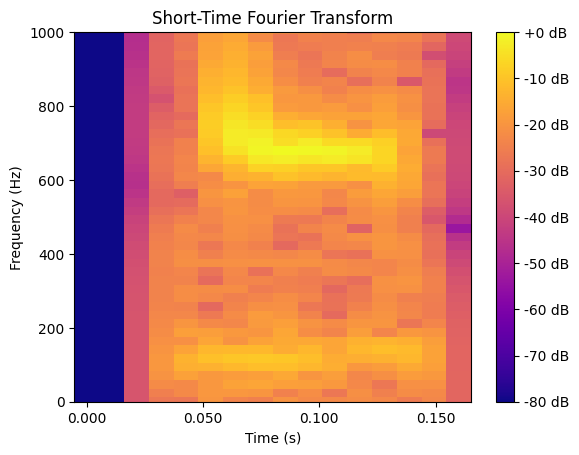 Short-Time Fourier Transform
Frequency (Hz)
1000
800
600
400
200
0
0.000
0.050
0.100
0.150
Time (s)
+0 dB
-10 dB
-20 dB
-30 dB
-40 dB
-50 dB
-60 dB
-70 dB
-80 dB